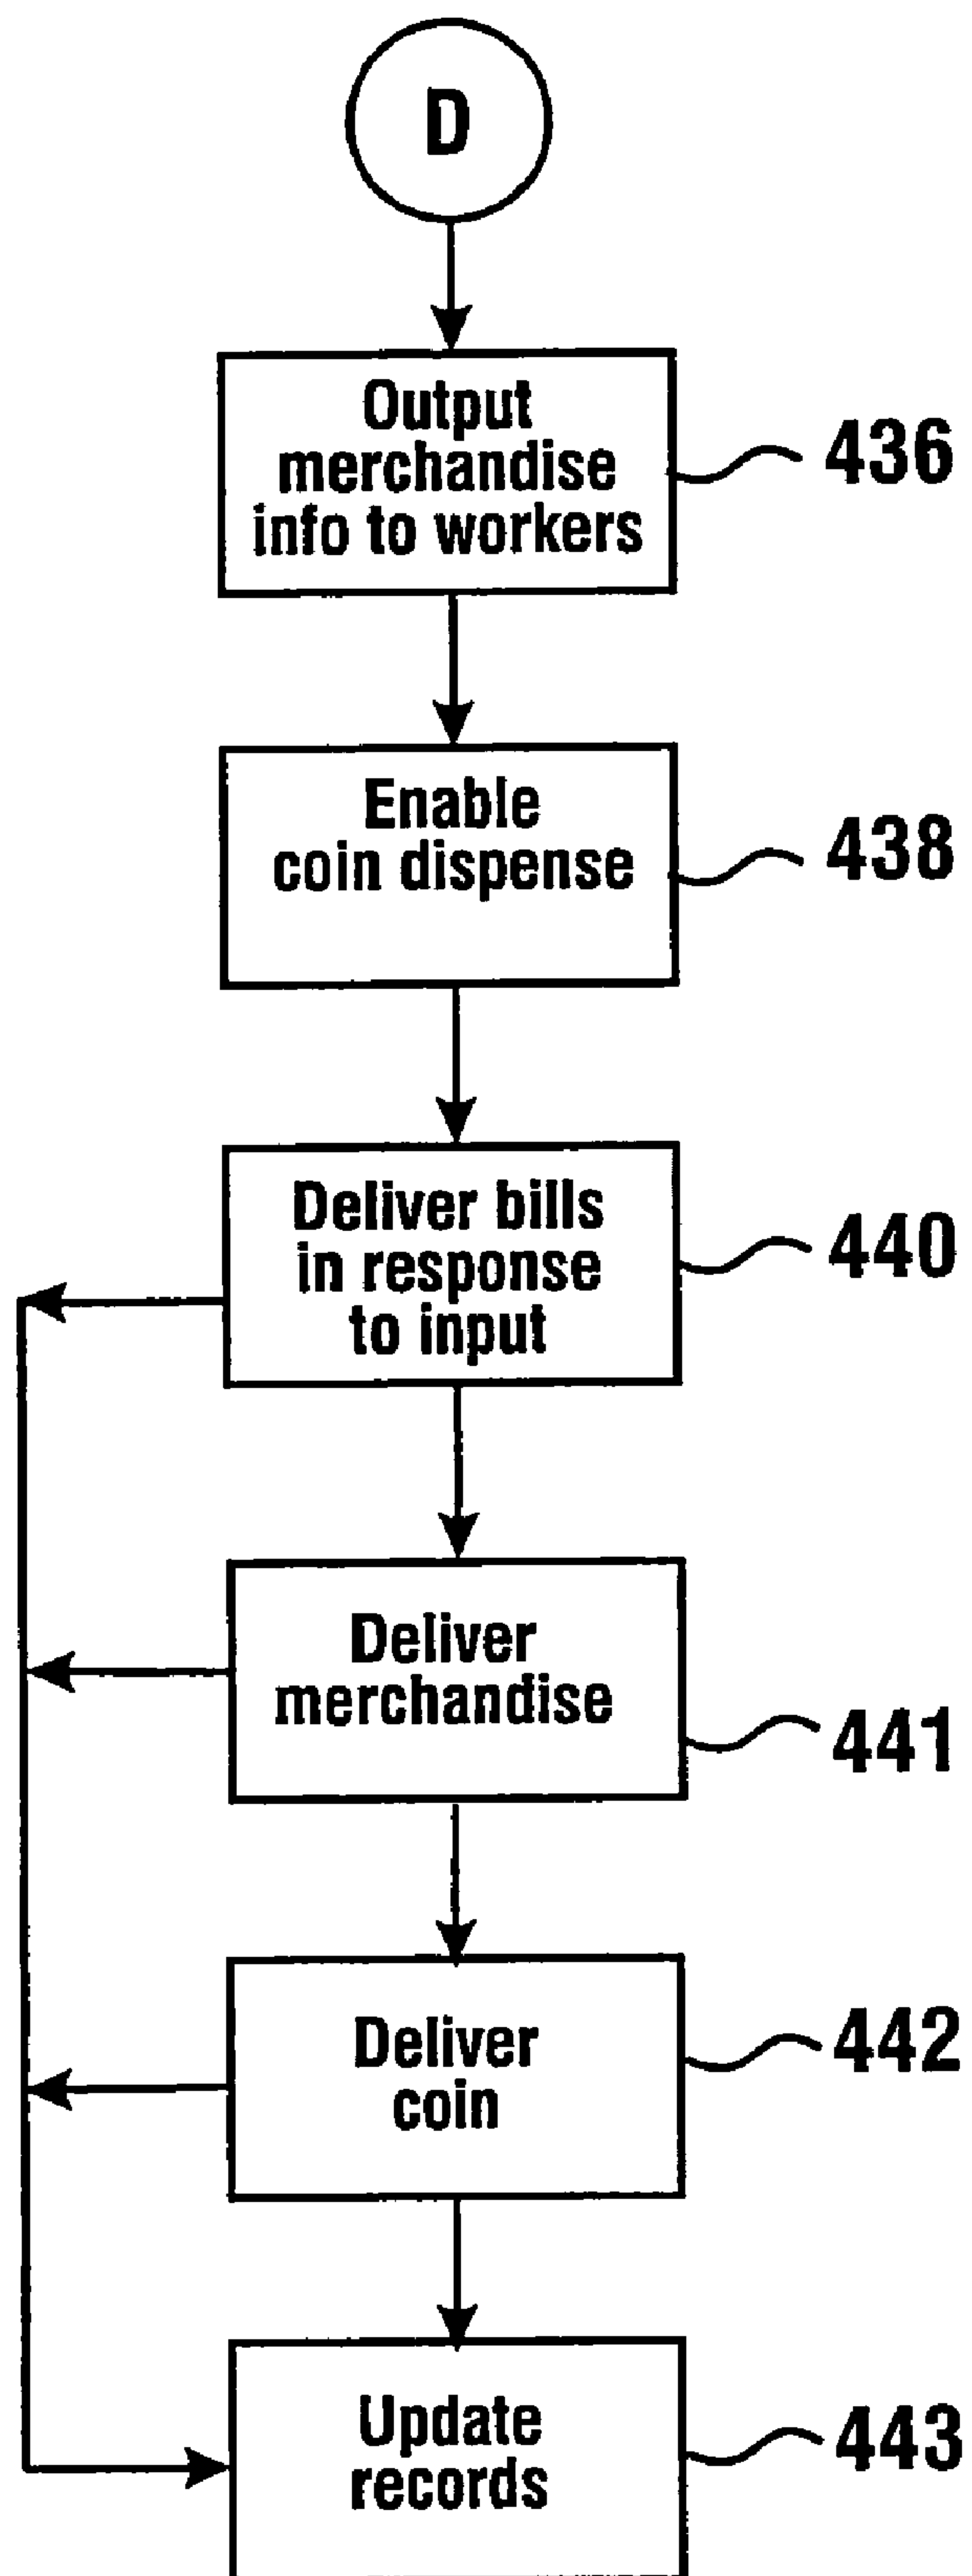 D
Output
merchandise
info to workers
436
Enable
coin dispense
438
Deliver bills
in response
to input
440
Deliver
merchandise
441
Deliver
coin
442
Update
records
443